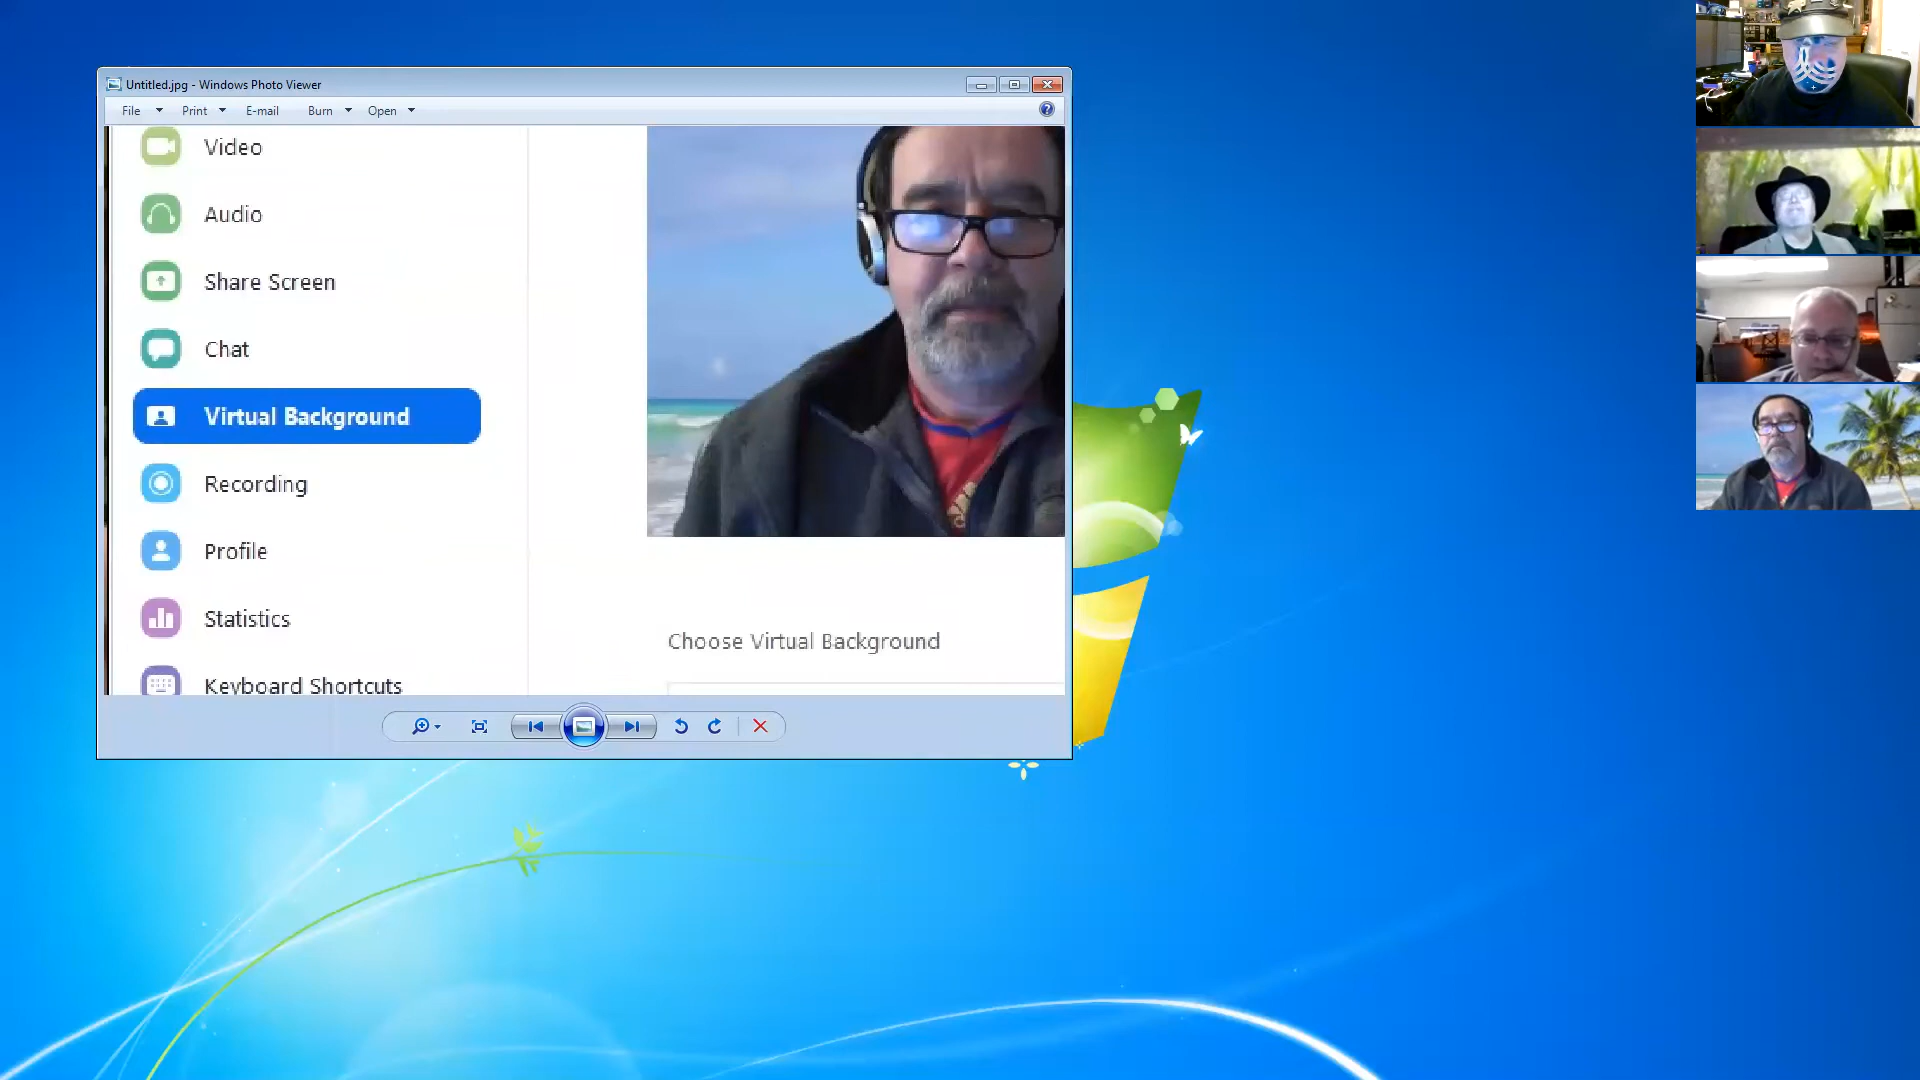 Untitled.jpg - Windows Photo Viewer
File Print E-mail Burn Open
Video
Audio
Share Screen
Chat
Virtual Background
Recording
Profile
Statistics
Keyboard Shortcuts
Choose Virtual Background